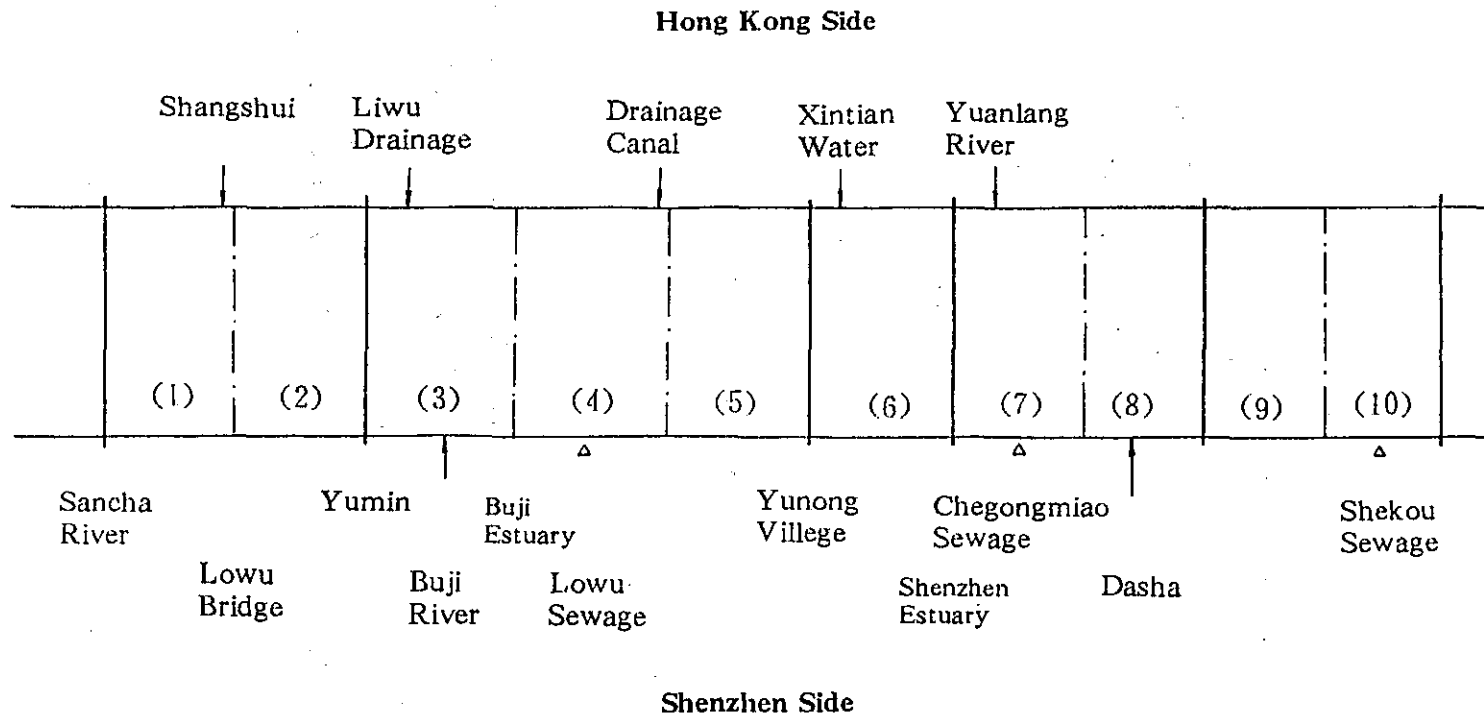 Hong Kong Side
Shangshui
Liwu
Drainage
Drainage
Canal
Xintian
Water
Yuanlang
River
(1)
(2)
(3)
(4)
(5)
(6)
(7)
(8)
(9)
(10)
Sancha
River
Lowu
Bridge
Yumin
Buji
River
Buji
Estuary
Lowu
Sewage
Yunong
Villege
Chegongmiao
Sewage
Shenzhen
Estuary
Dasha
Shekou
Sewage
Shenzhen Side